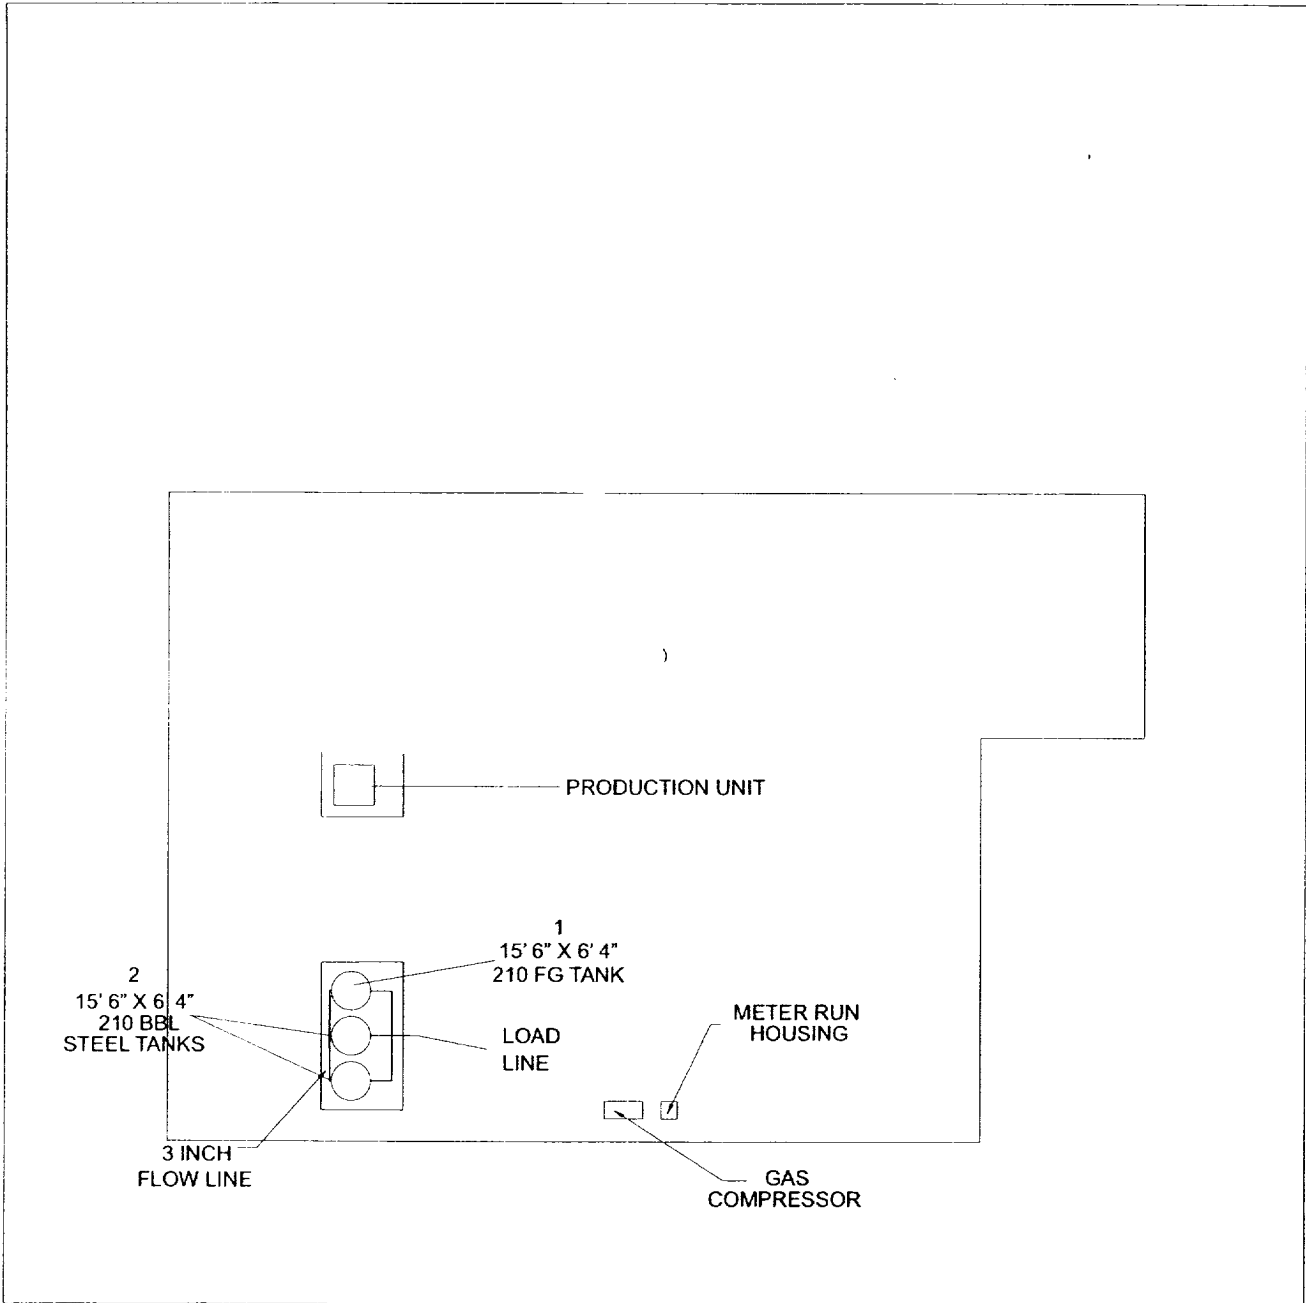 PRODUCTION UNIT
1
15' 6" X 6' 4"
210 FG TANK
2
15' 6" X 6' 4"
210 BBL
STEEL TANKS
LOAD
LINE
METER RUN
HOUSING
3 INCH
FLOW LINE
GAS
COMPRESSOR